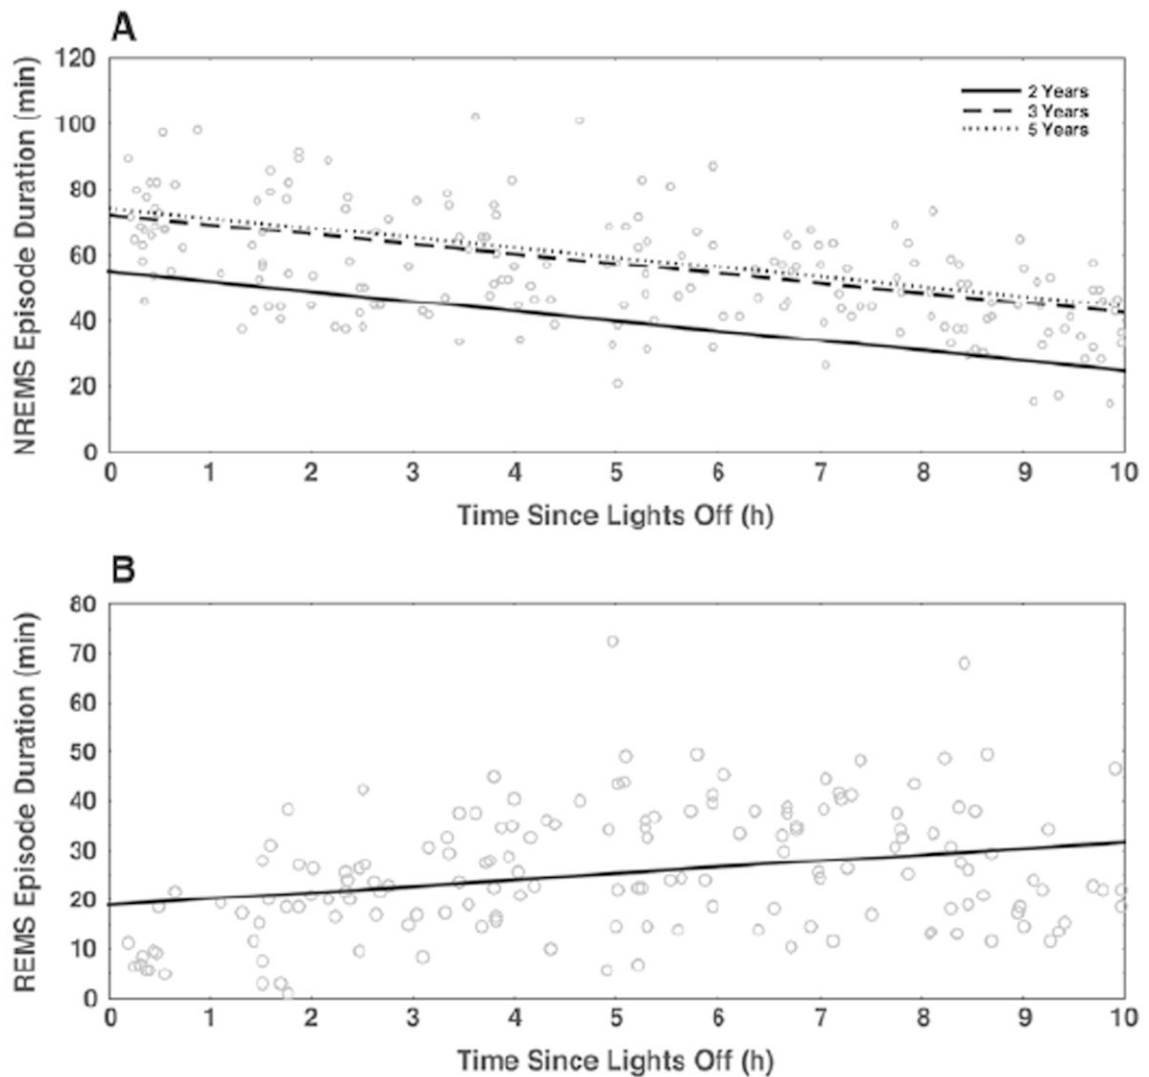 A
NREMS Episode Duration (min)
120
100
80
60
40
20
0
2 Years
3 Years
5 Years
0 1 2 3 4 5 6 7 8 9 10
Time Since Lights Off (h)
B
REMS Episode Duration (min)
80
70
60
50
40
30
20
10
0
0 1 2 3 4 5 6 7 8 9 10
Time Since Lights Off (h)